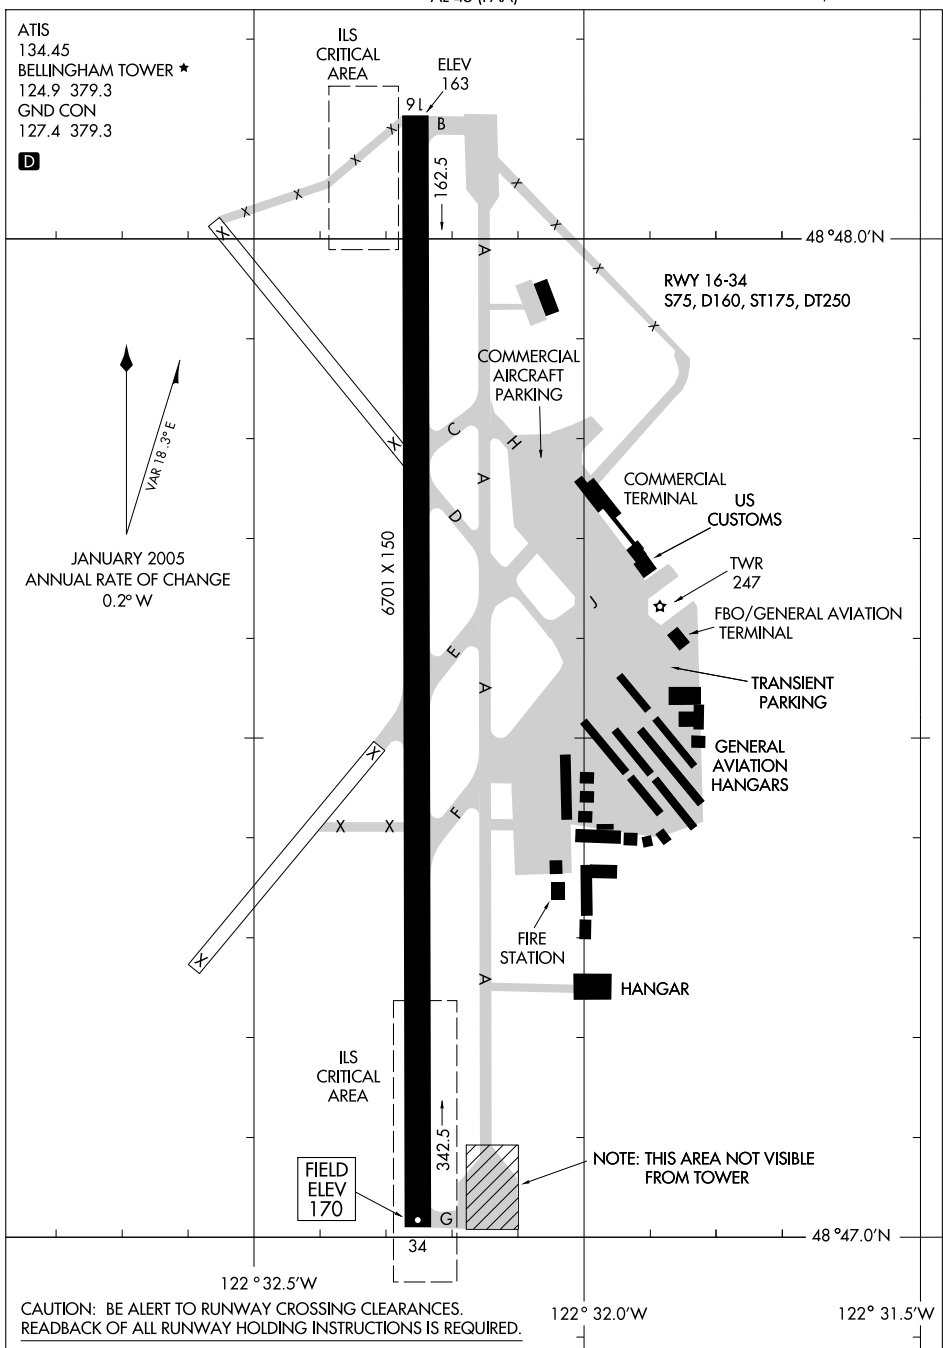 ATIS
134.45
BELLINGHAM TOWER ★
124.9 379.3
GND CON
127.4 379.3
D
ILS
CRITICAL
AREA
ELEV
163
16
B
162.5
A
48°48.0'N
RWY 16-34
S75, D160, ST175, DT250
X
X
X
X
X
X
X
X
X
COMMERCIAL
AIRCRAFT
PARKING
VAR 18.3° E
JANUARY 2005
ANNUAL RATE OF CHANGE
0.2° W
X
C
H
A
D
COMMERCIAL
TERMINAL
US
CUSTOMS
6701 X 150
TWR
247
J
FBO/GENERAL AVIATION
TERMINAL
E
A
TRANSIENT
PARKING
GENERAL
AVIATION
HANGARS
X
F
X X
FIRE
STATION
X
A
HANGAR
ILS
CRITICAL
AREA
342.5
NOTE: THIS AREA NOT VISIBLE
FROM TOWER
FIELD
ELEV
170
G
34
48°47.0'N
122°32.5'W
122°32.0'W
122°31.5'W
CAUTION: BE ALERT TO RUNWAY CROSSING CLEARANCES.
READBACK OF ALL RUNWAY HOLDING INSTRUCTIONS IS REQUIRED.